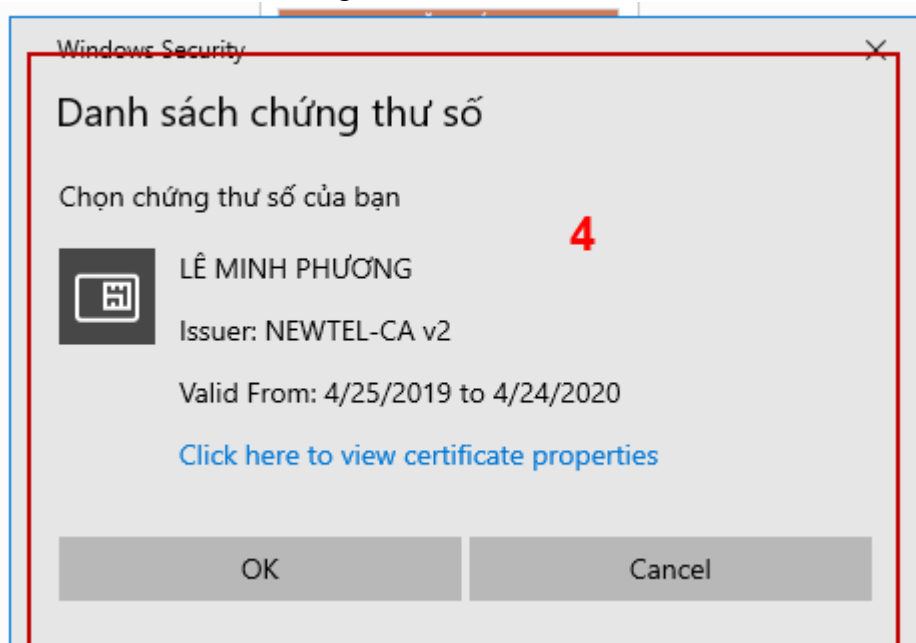 Windows Security
Danh sách chứng thư số
Chọn chứng thư số của bạn
4
LÊ MINH PHƯƠNG
Issuer: NEWTEL-CA v2
Valid From: 4/25/2019 to 4/24/2020
Click here to view certificate properties
OK
Cancel